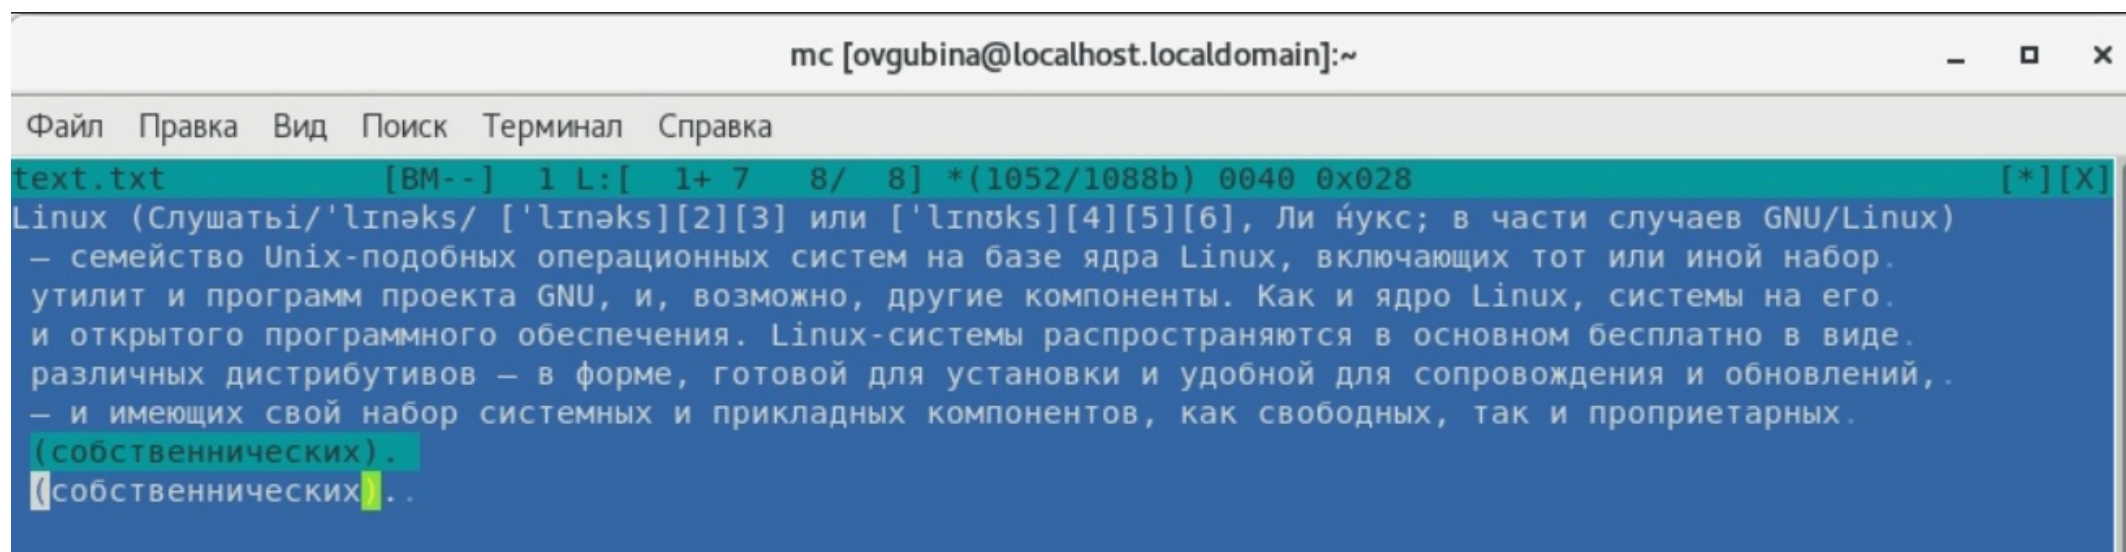 mc [ovgubina@localhost.localdomain]:~
Файл Правка Вид Поиск Терминал Справка
text.txt [BM--] 1 L:[ 1+ 7 8/ 8] *(1052/1088b) 0040 0x028 [*][X]
Linux (Слушатьi/'lɪnəks/ ['lɪnəks][2][3] или ['lɪnʊks][4][5][6], Ли ́нукс; в части случаев GNU/Linux)
— семейство Unix-подобных операционных систем на базе ядра Linux, включающих тот или иной набор.
утилит и программ проекта GNU, и, возможно, другие компоненты. Как и ядро Linux, системы на его.
и открытого программного обеспечения. Linux-системы распространяются в основном бесплатно в виде.
различных дистрибутивов — в форме, готовой для установки и удобной для сопровождения и обновлений,.
— и имеющих свой набор системных и прикладных компонентов, как свободных, так и проприетарных.
(собственнических).
(собственнических)..